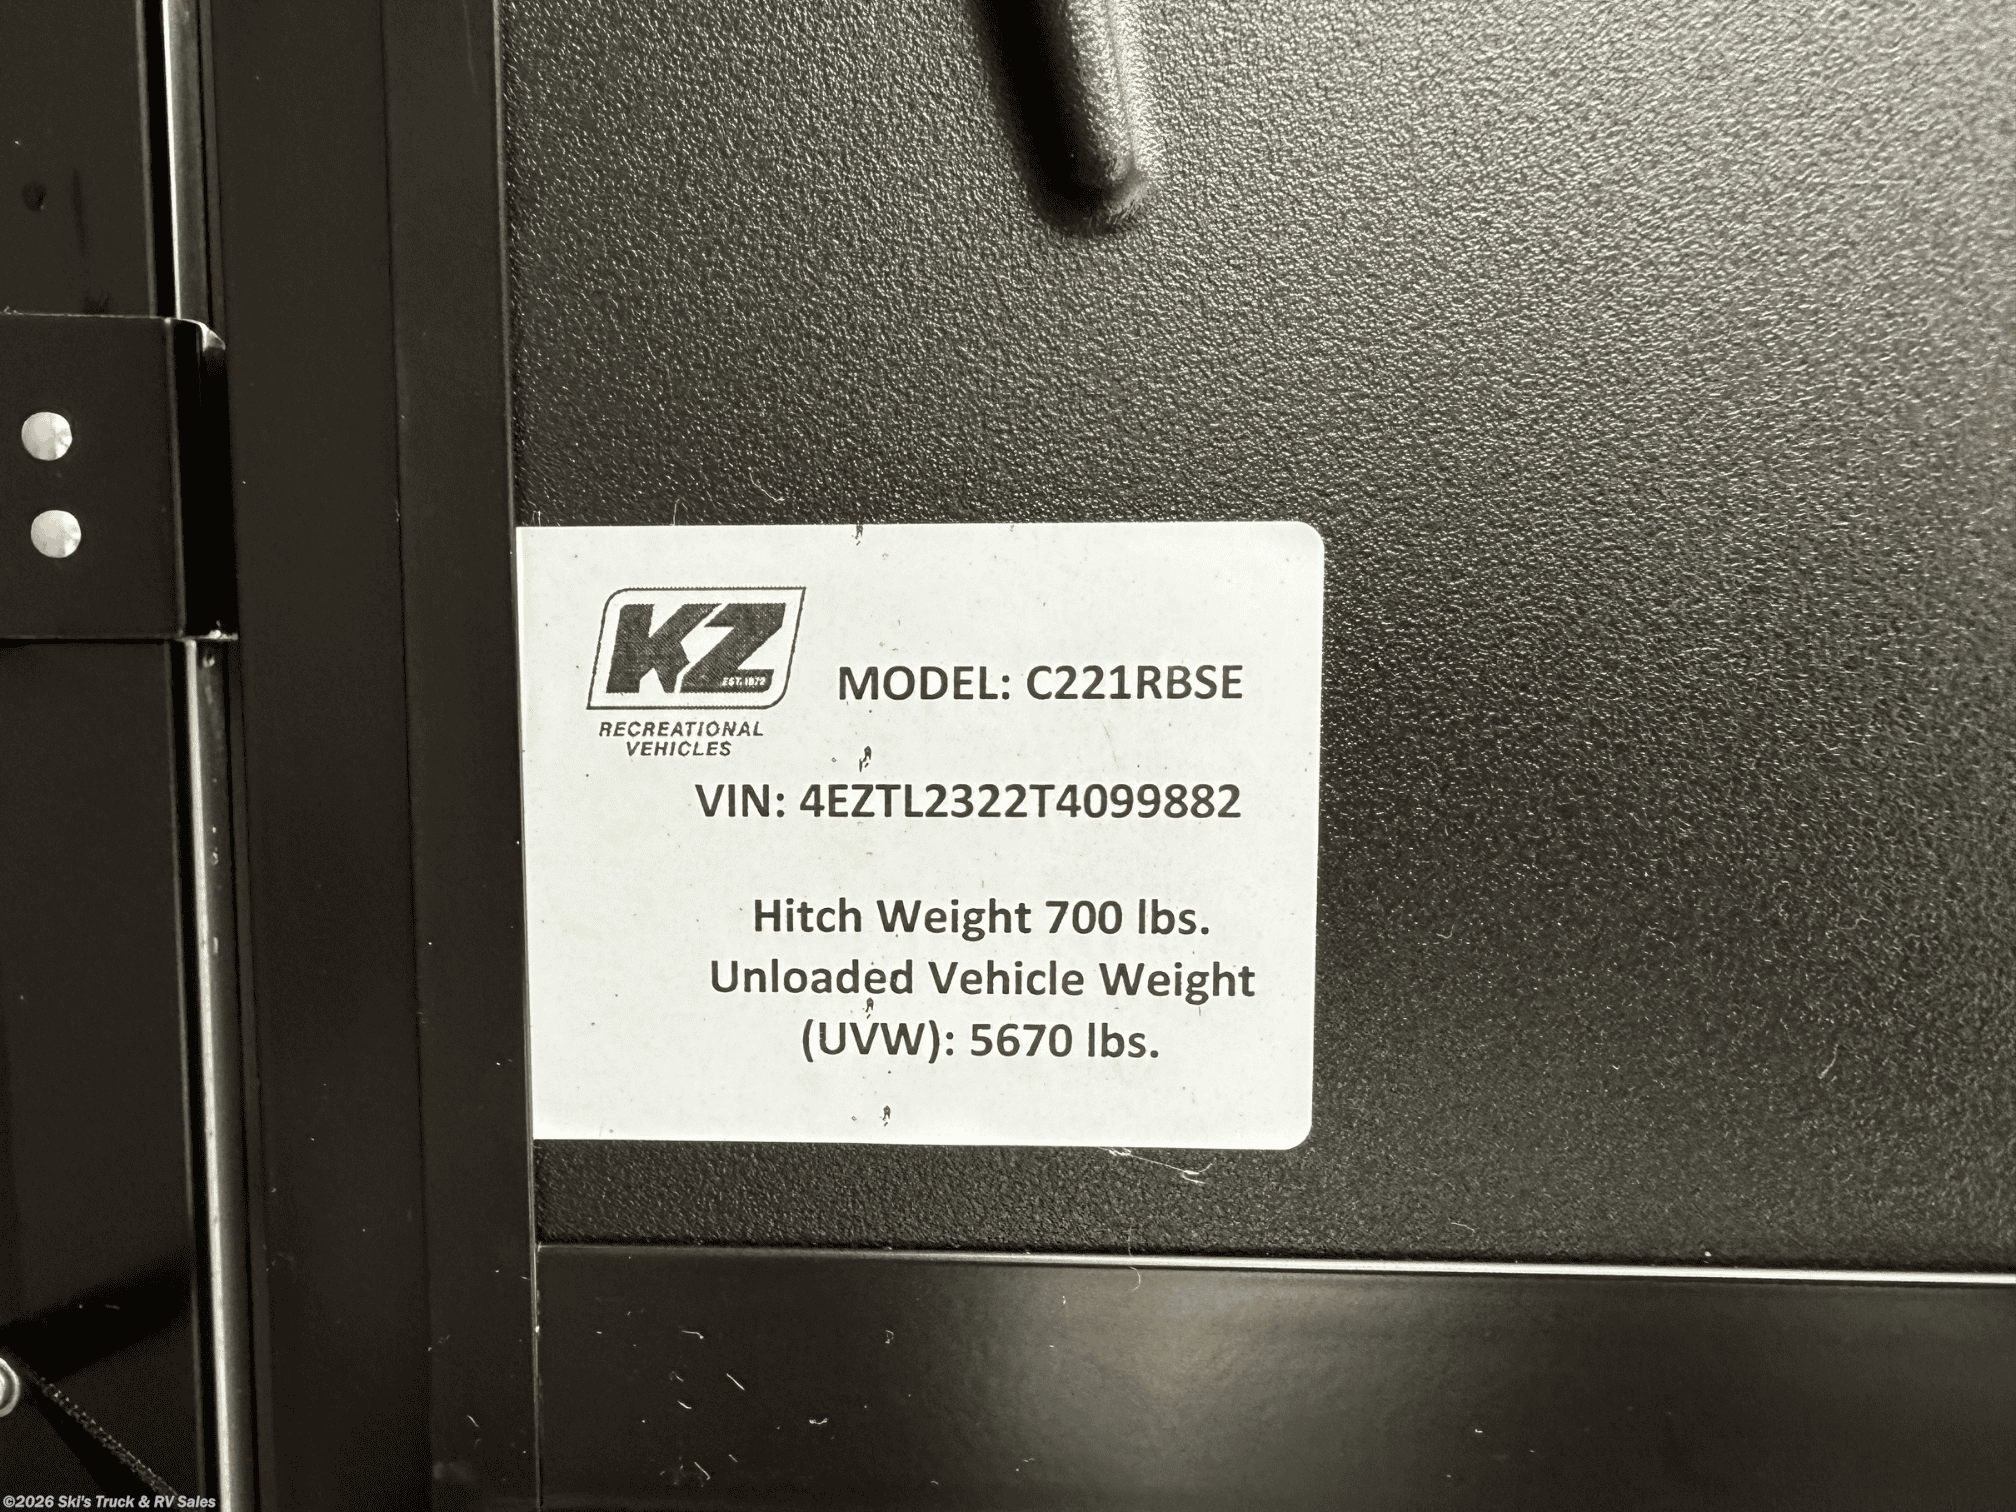 KZ
EST. 1972
RECREATIONAL
VEHICLES
MODEL: C221RBSE
VIN: 4EZTL2322T4099882
Hitch Weight 700 lbs.
Unloaded Vehicle Weight
(UVW): 5670 lbs.
©2026 Ski's Truck & RV Sales